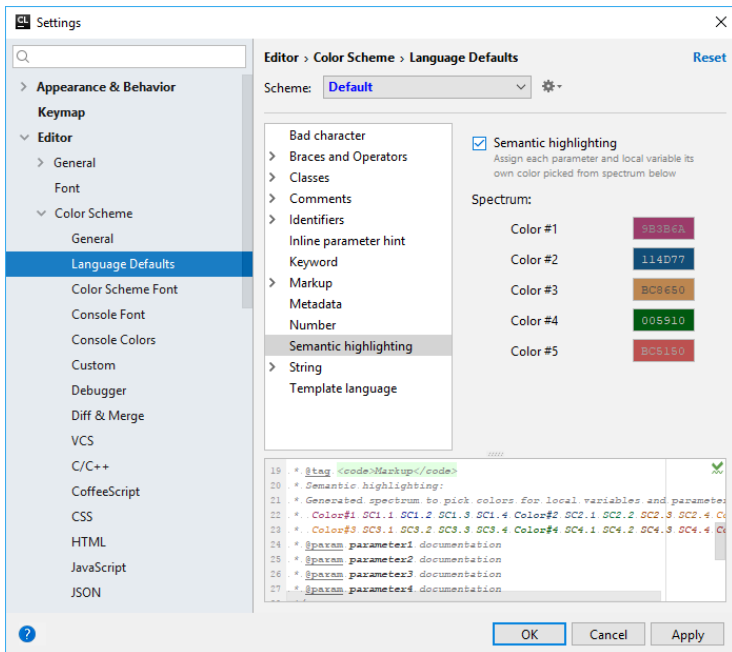 CL Settings
Editor › Color Scheme › Language Defaults Reset
Scheme: Default
Appearance & Behavior
Keymap
Editor
General
Font
Color Scheme
General
Language Defaults
Color Scheme Font
Console Font
Console Colors
Custom
Debugger
Diff & Merge
VCS
C/C++
CoffeeScript
CSS
HTML
JavaScript
JSON
Bad character
Braces and Operators
Classes
Comments
Identifiers
Inline parameter hint
Keyword
Markup
Metadata
Number
Semantic highlighting
String
Template language
Semantic highlighting
Assign each parameter and local variable its
own color picked from spectrum below
Spectrum:
Color #1 9B3B6A
Color #2 114D77
Color #3 BC8650
Color #4 005910
Color #5 BC5150
19 * @tag <code>Markup</code>
20 * Semantic highlighting:
21 * Generated spectrum to pick colors for local variables and paramete
22 * Color#1 SC1.1 SC1.2 SC1.3 SC1.4 Color#2 SC2.1 SC2.2 SC2.3 SC2.4 Co
23 * Color#3 SC3.1 SC3.2 SC3.3 SC3.4 Color#4 SC4.1 SC4.2 SC4.3 SC4.4 Co
24 * @param parameter1 documentation
25 * @param parameter2 documentation
26 * @param parameter3 documentation
27 * @param parameter4 documentation
? OK Cancel Apply